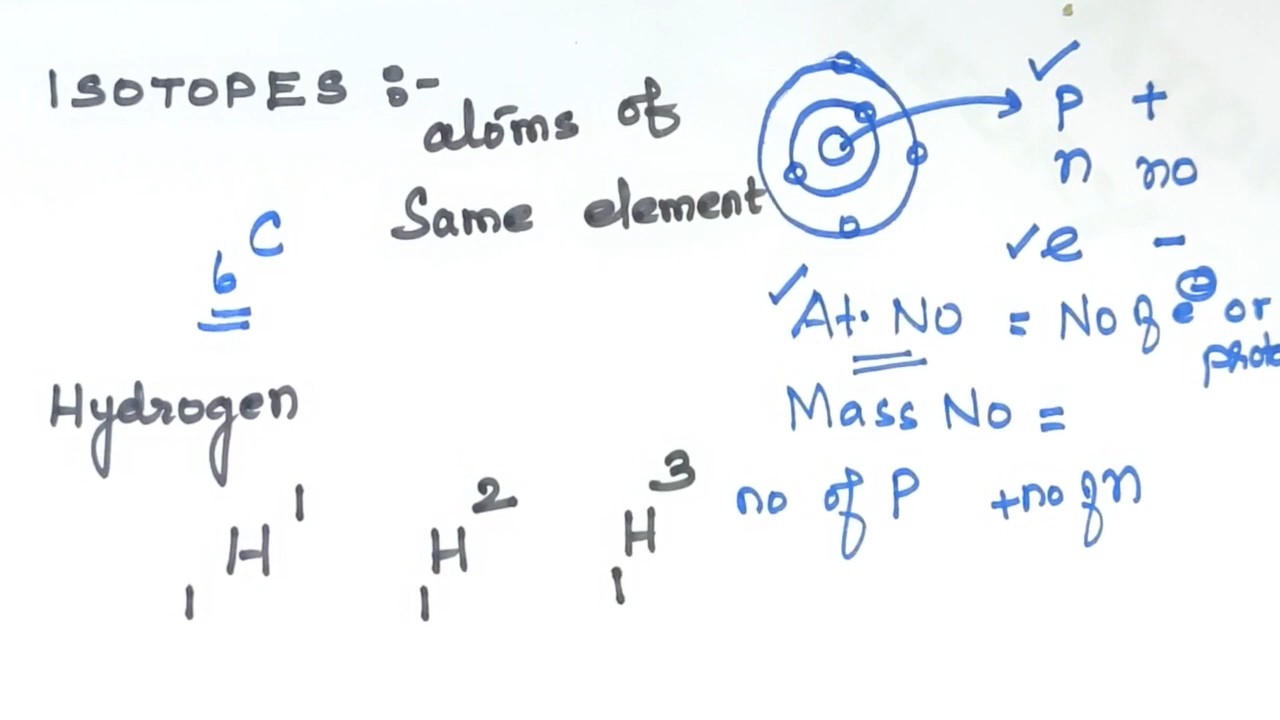 ISOTOPES :- atoms of
Same element
6 C
Hydrogen
1 H 1
1 H 2
1 H 3
P +
n no
e -
At. No = No of e⊖ or
Mass No =
no of P + no of n